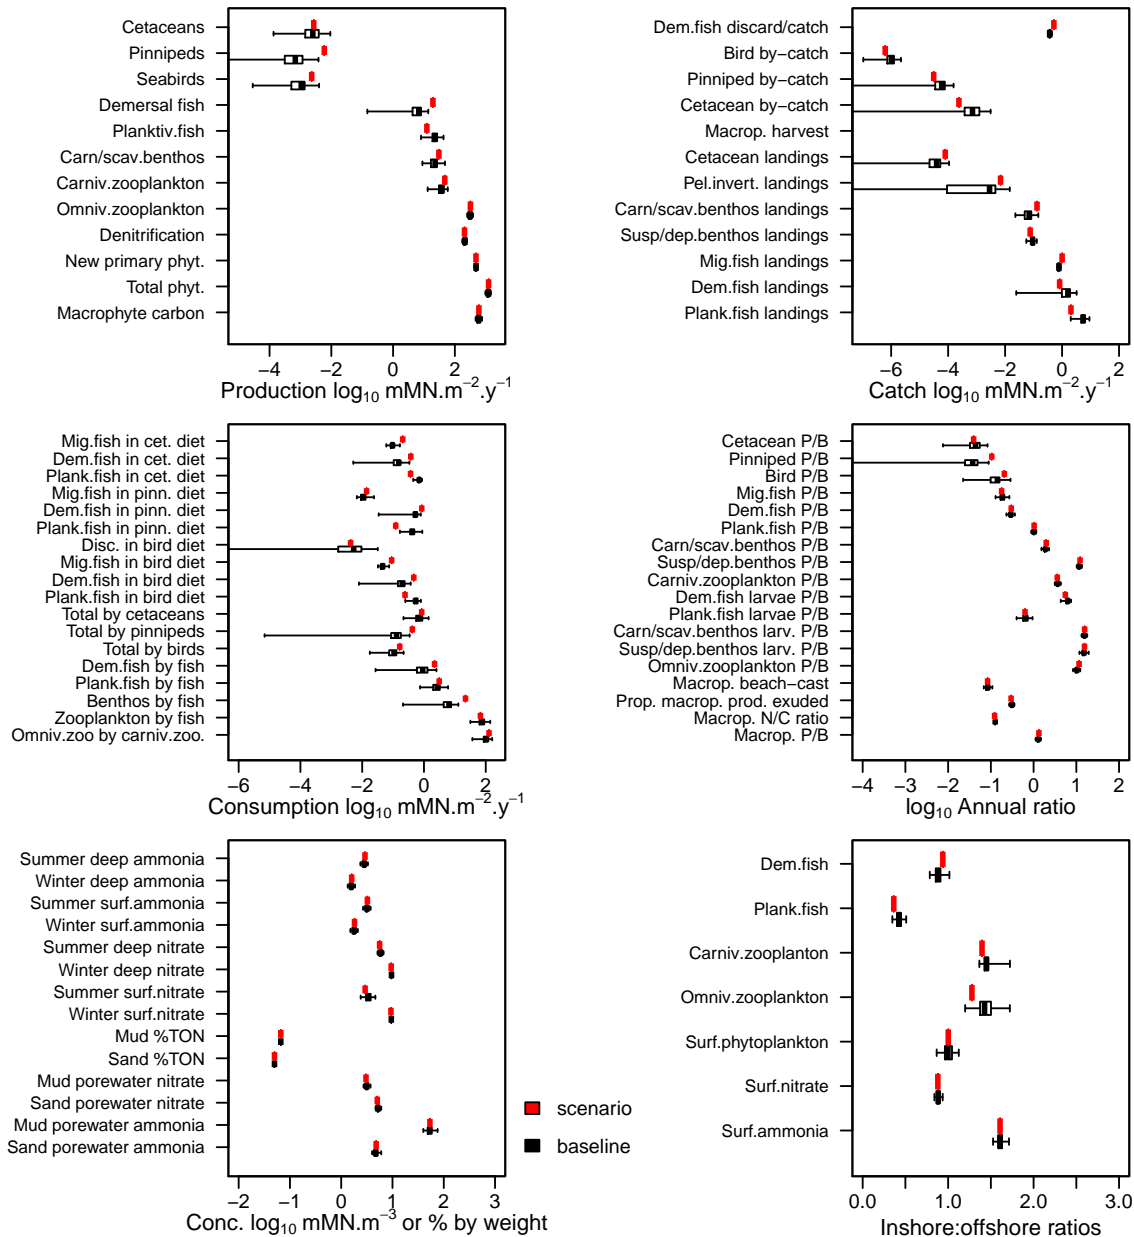 Cetaceans
Pinnipeds
Seabirds
Demersal fish
Planktiv.fish
Carn/scav.benthos
Carniv.zooplankton
Omniv.zooplankton
Denitrification
New primary phyt.
Total phyt.
Macrophyte carbon
−4 −2 0 2
Production log10 mMN.m−2.y−1
Dem.fish discard/catch
Bird by−catch
Pinniped by−catch
Cetacean by−catch
Macrop. harvest
Cetacean landings
Pel.invert. landings
Carn/scav.benthos landings
Susp/dep.benthos landings
Mig.fish landings
Dem.fish landings
Plank.fish landings
−6 −4 −2 0 2
Catch log10 mMN.m−2.y−1
Mig.fish in cet. diet
Dem.fish in cet. diet
Plank.fish in cet. diet
Mig.fish in pinn. diet
Dem.fish in pinn. diet
Plank.fish in pinn. diet
Disc. in bird diet
Mig.fish in bird diet
Dem.fish in bird diet
Plank.fish in bird diet
Total by cetaceans
Total by pinnipeds
Total by birds
Dem.fish by fish
Plank.fish by fish
Benthos by fish
Zooplankton by fish
Omniv.zoo by carniv.zoo.
−6 −4 −2 0 2
Consumption log10 mMN.m−2.y−1
Cetacean P/B
Pinniped P/B
Bird P/B
Mig.fish P/B
Dem.fish P/B
Plank.fish P/B
Carn/scav.benthos P/B
Susp/dep.benthos P/B
Carniv.zooplankton P/B
Dem.fish larvae P/B
Plank.fish larvae P/B
Carn/scav.benthos larv. P/B
Susp/dep.benthos larv. P/B
Omniv.zooplankton P/B
Macrop. beach−cast
Prop. macrop. prod. exuded
Macrop. N/C ratio
Macrop. P/B
−4 −3 −2 −1 0 1 2
log10 Annual ratio
Summer deep ammonia
Winter deep ammonia
Summer surf.ammonia
Winter surf.ammonia
Summer deep nitrate
Winter deep nitrate
Summer surf.nitrate
Winter surf.nitrate
Mud %TON
Sand %TON
Mud porewater nitrate
Sand porewater nitrate
Mud porewater ammonia
Sand porewater ammonia
−2 −1 0 1 2 3
Conc. log10 mMN.m−3 or % by weight
scenario
baseline
Dem.fish
Plank.fish
Carniv.zooplanton
Omniv.zooplankton
Surf.phytoplankton
Surf.nitrate
Surf.ammonia
0.0 1.0 2.0 3.0
Inshore:offshore ratios